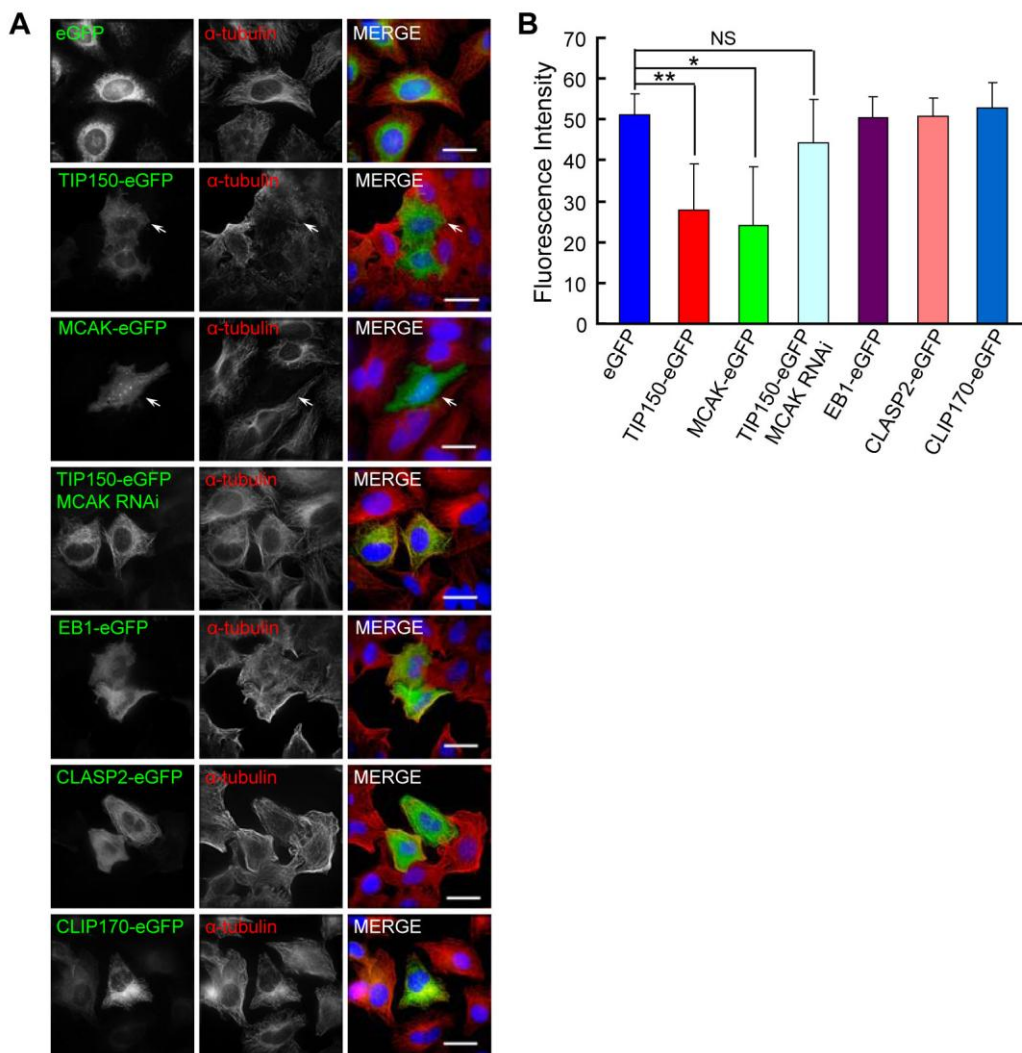 A
eGFP
α-tubulin
MERGE
TIP150-eGFP
α-tubulin
MERGE
MCAK-eGFP
α-tubulin
MERGE
TIP150-eGFP
MCAK RNAi
α-tubulin
MERGE
EB1-eGFP
α-tubulin
MERGE
CLASP2-eGFP
α-tubulin
MERGE
CLIP170-eGFP
α-tubulin
MERGE
B
Fluorescence Intensity
70
60
50
40
30
20
10
0
NS
*
**
eGFP
TIP150-eGFP
MCAK-eGFP
TIP150-eGFP
MCAK RNAi
EB1-eGFP
CLASP2-eGFP
CLIP170-eGFP